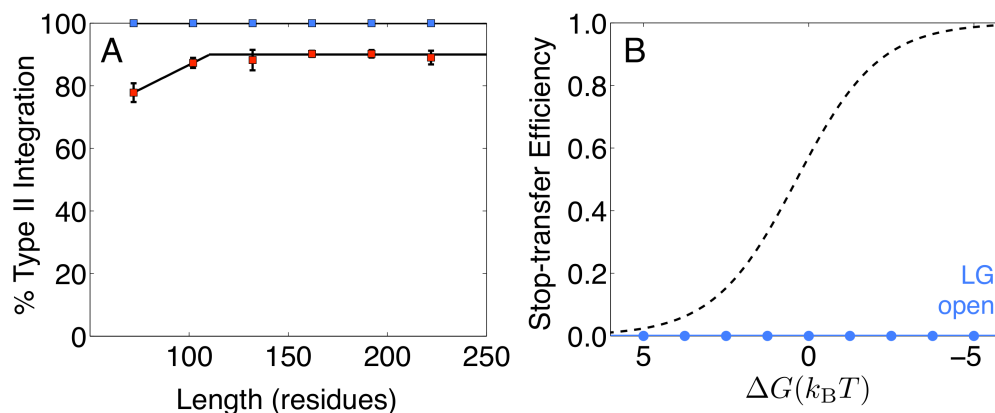 A
100
80
60
40
20
0
% Type II Integration
100
150
200
250
Length (residues)
B
1.0
0.8
0.6
0.4
0.2
0.0
Stop-transfer Efficiency
LG
open
5
0
-5
ΔG(k_BT)